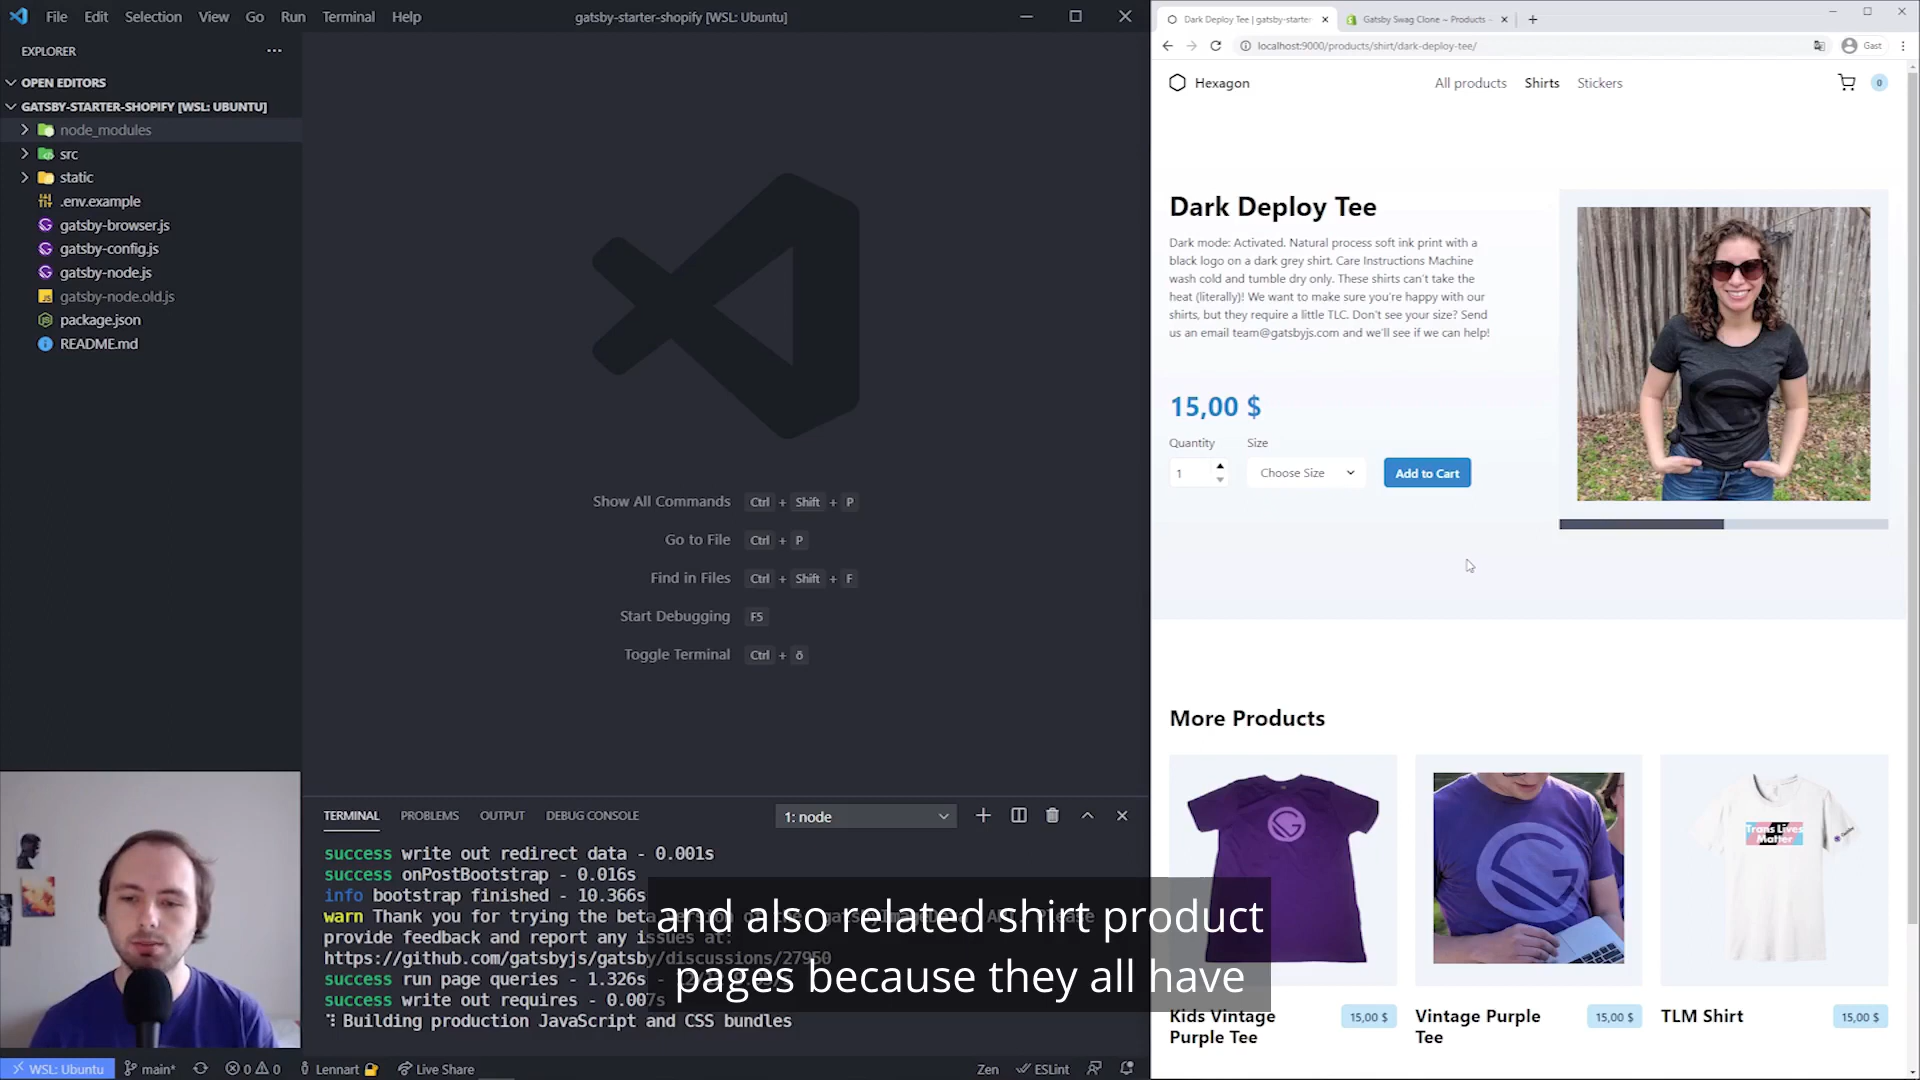 File Edit Selection View Go Run Terminal Help
gatsby-starter-shopify [WSL: Ubuntu]
EXPLORER
OPEN EDITORS
GATSBY-STARTER-SHOPIFY [WSL: UBUNTU]
node_modules
src
static
.env.example
gatsby-browser.js
gatsby-config.js
gatsby-node.js
gatsby-node.old.js
package.json
README.md
Show All Commands Ctrl + Shift + P
Go to File Ctrl + P
Find in Files Ctrl + Shift + F
Start Debugging F5
Toggle Terminal Ctrl + ö
TERMINAL PROBLEMS OUTPUT DEBUG CONSOLE
1: node
success write out redirect data - 0.001s
success onPostBootstrap - 0.016s
info bootstrap finished - 10.366s
warn Thank you for trying the beta version of the
provide feedback and report any issues at:
https://github.com/gatsbyjs/gatsby/discussions/27950
success run page queries - 1.326s
success write out requires - 0.007s
Building production JavaScript and CSS bundles
WSL: Ubuntu main* 0 0 Lennart Live Share
Zen ESLint
Dark Deploy Tee | gatsby-starter
Gatsby Swag Clone ~ Products ~
localhost:9000/products/shirt/dark-deploy-tee/
Gast
Hexagon
All products Shirts Stickers
0
Dark Deploy Tee
Dark mode: Activated. Natural process soft ink print with a
black logo on a dark grey shirt. Care Instructions Machine
wash cold and tumble dry only. These shirts can't take the
heat (literally)! We want to make sure you're happy with our
shirts, but they require a little TLC. Don't see your size? Send
us an email team@gatsbyjs.com and we'll see if we can help!
15,00 $
Quantity Size
1 Choose Size Add to Cart
More Products
Trans Lives
Matter
Kids Vintage
Purple Tee
15,00 $
Vintage Purple
Tee
15,00 $
TLM Shirt
15,00 $
and also related shirt product
pages because they all have